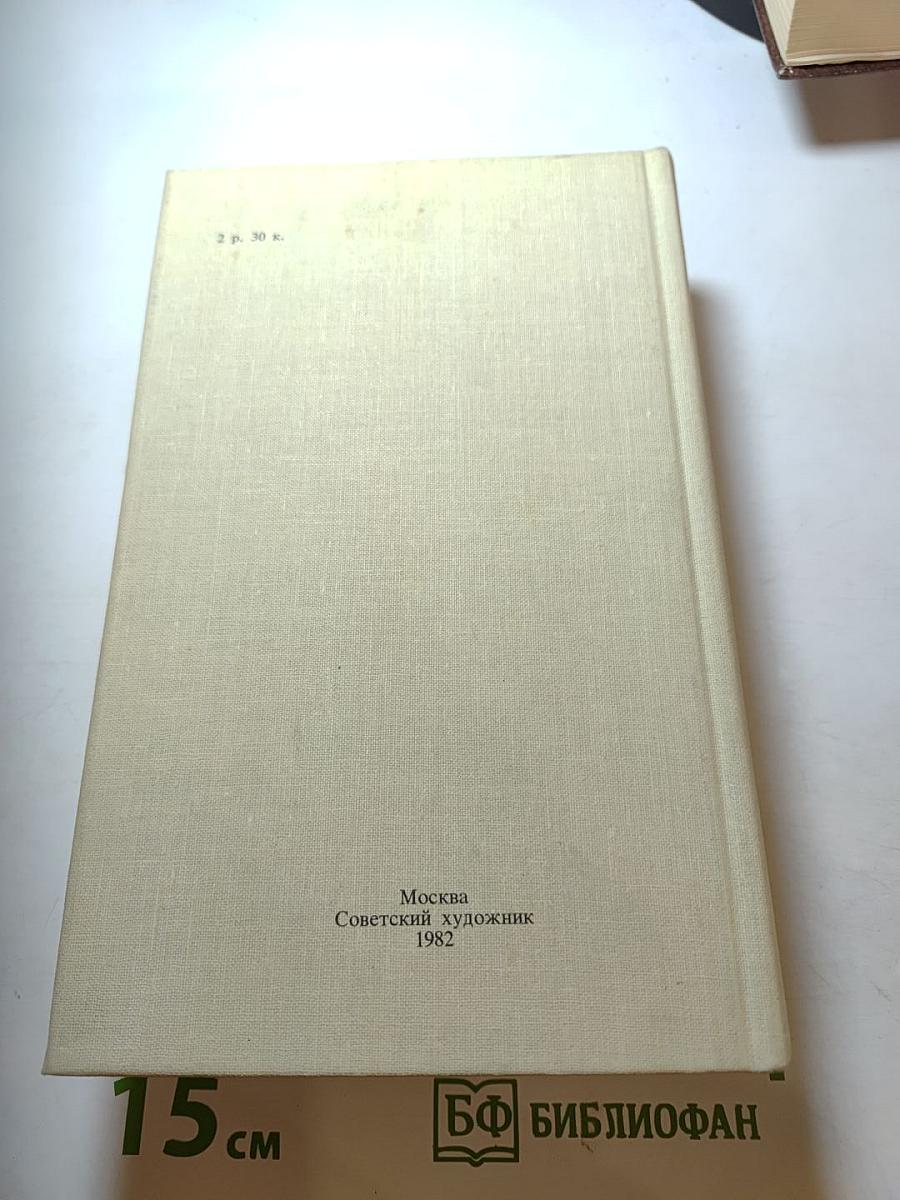 2 р. 30 к.
Москва
Советский художник
1982
15 см
БФ БИБЛИОФАН